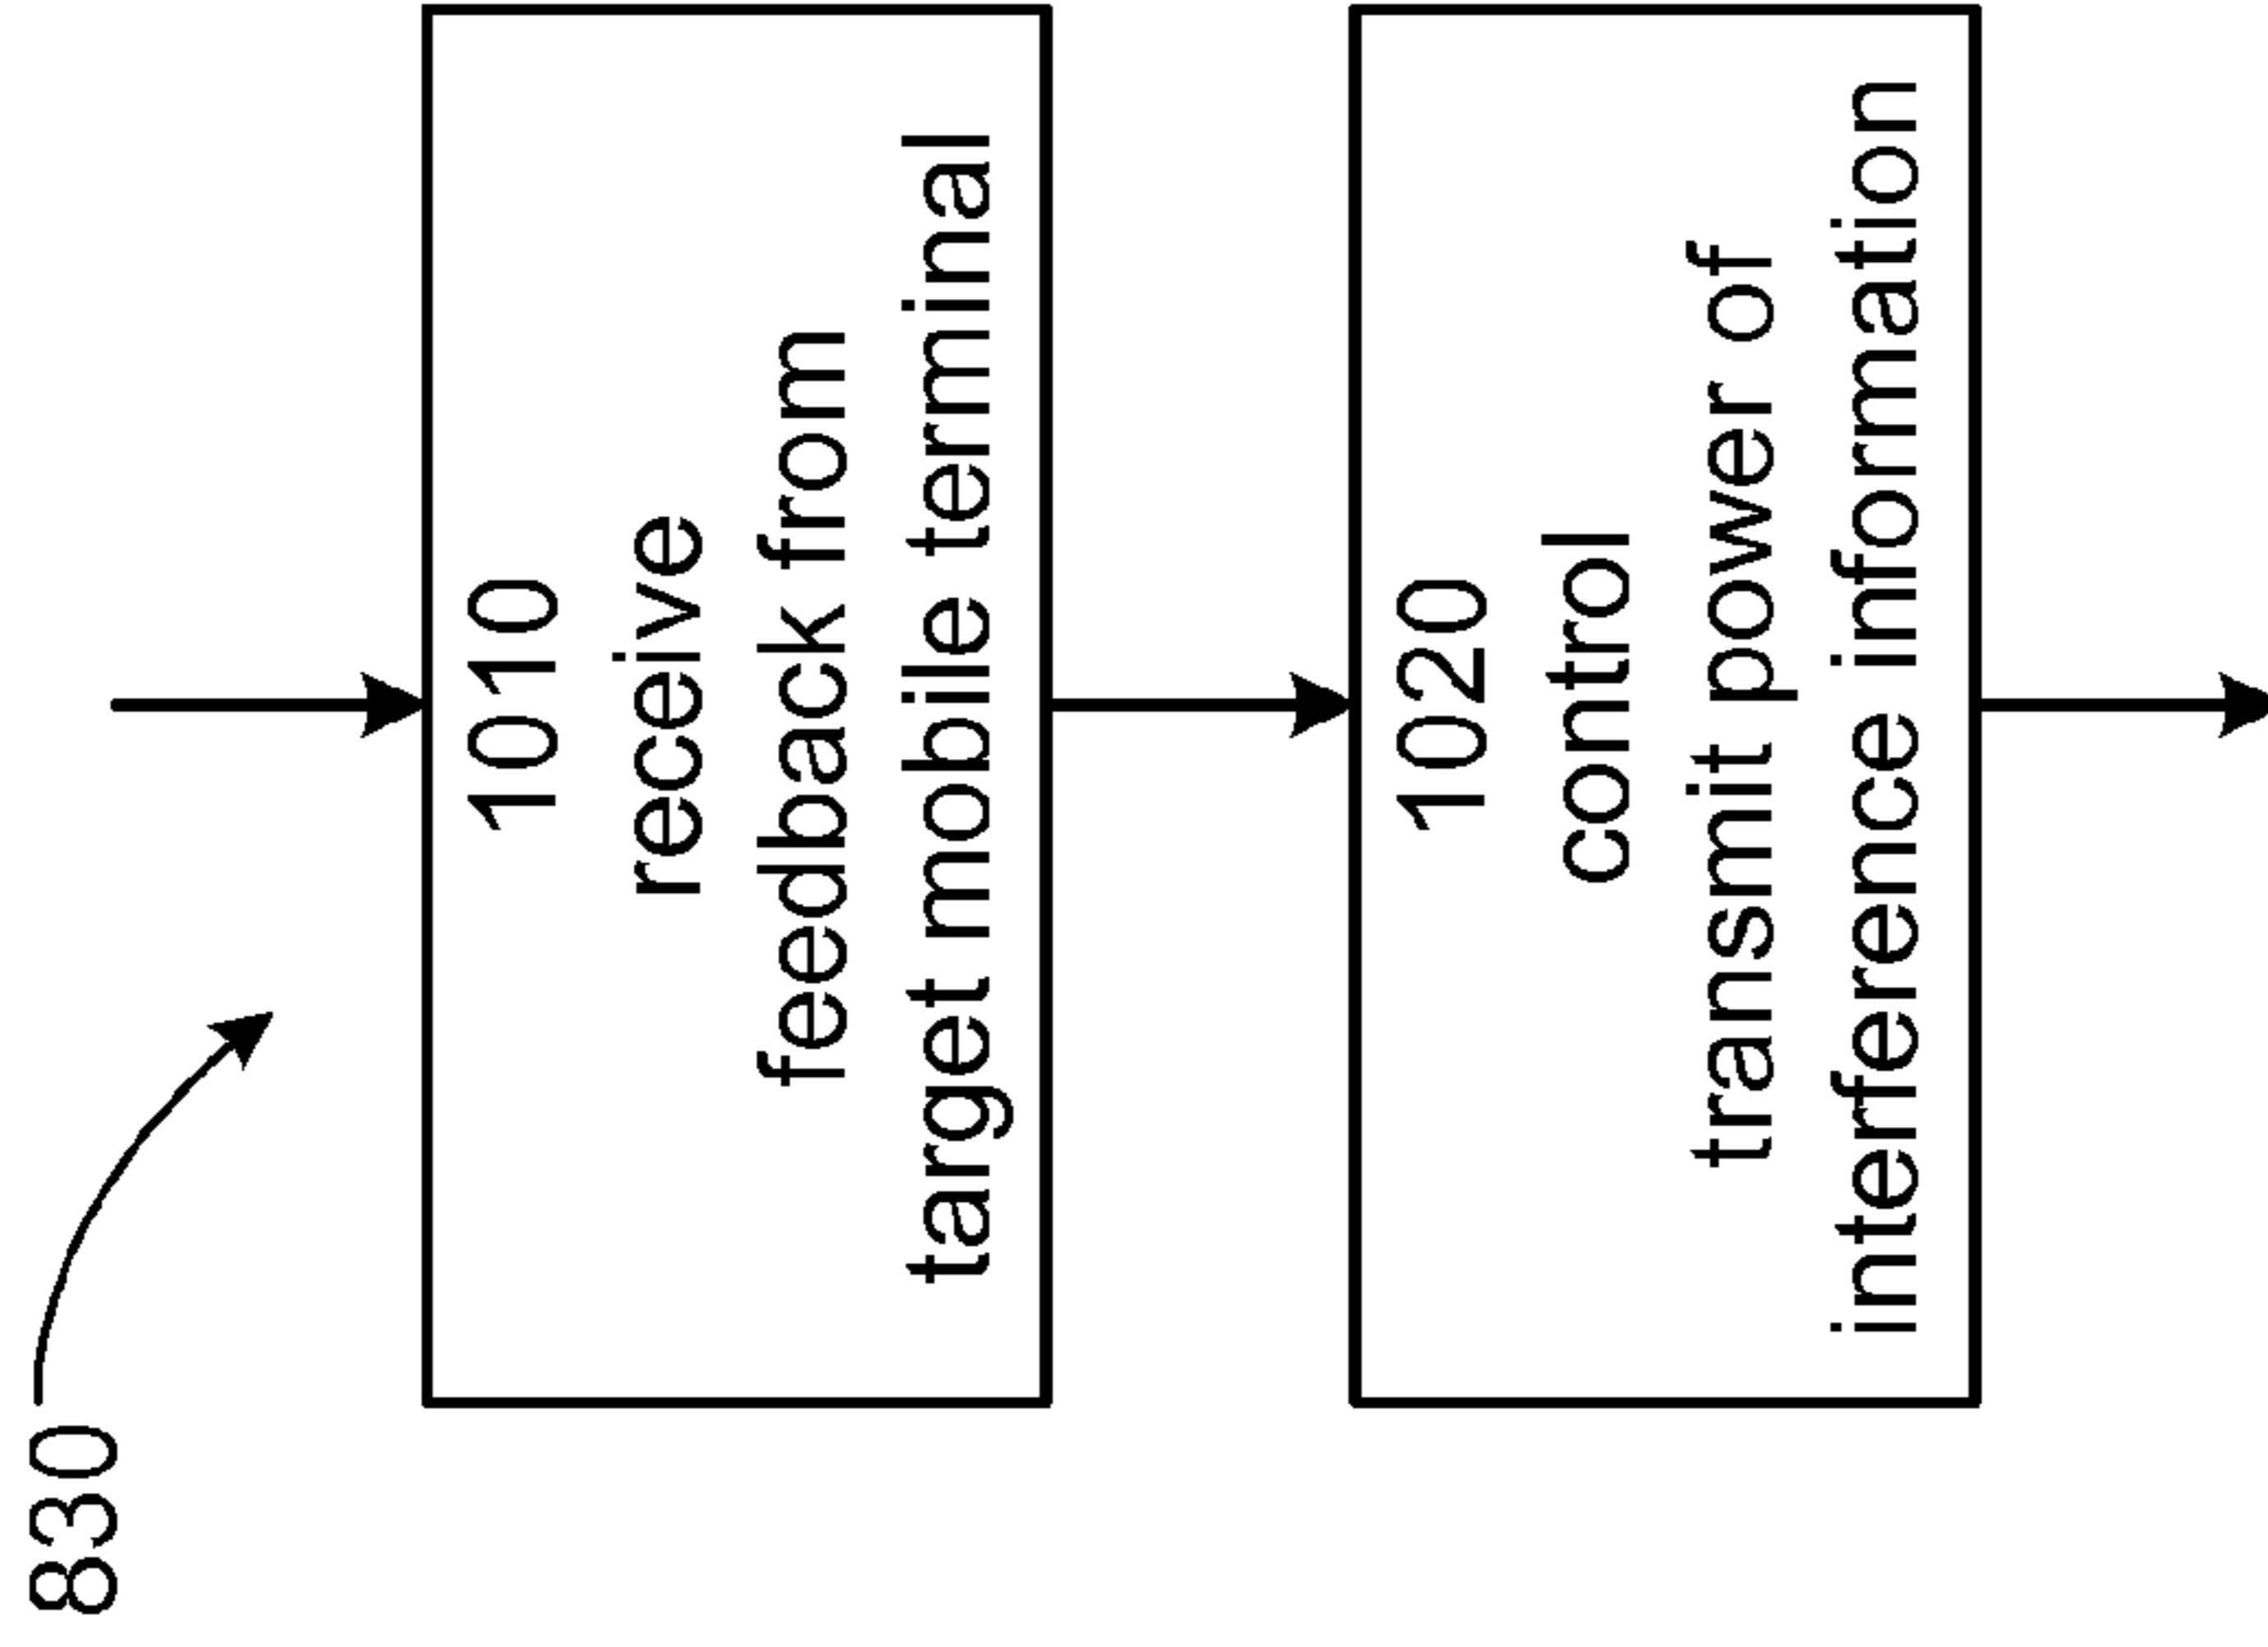 830
1010
receive
feedback from
target mobile terminal
1020
control
transmit power of
interference information